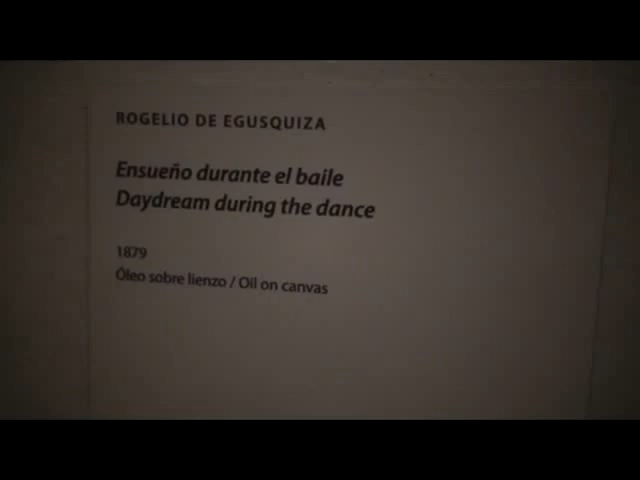 ROGELIO DE EGUSQUIZA
Ensueño durante el baile
Daydream during the dance
1879
Óleo sobre lienzo / Oil on canvas